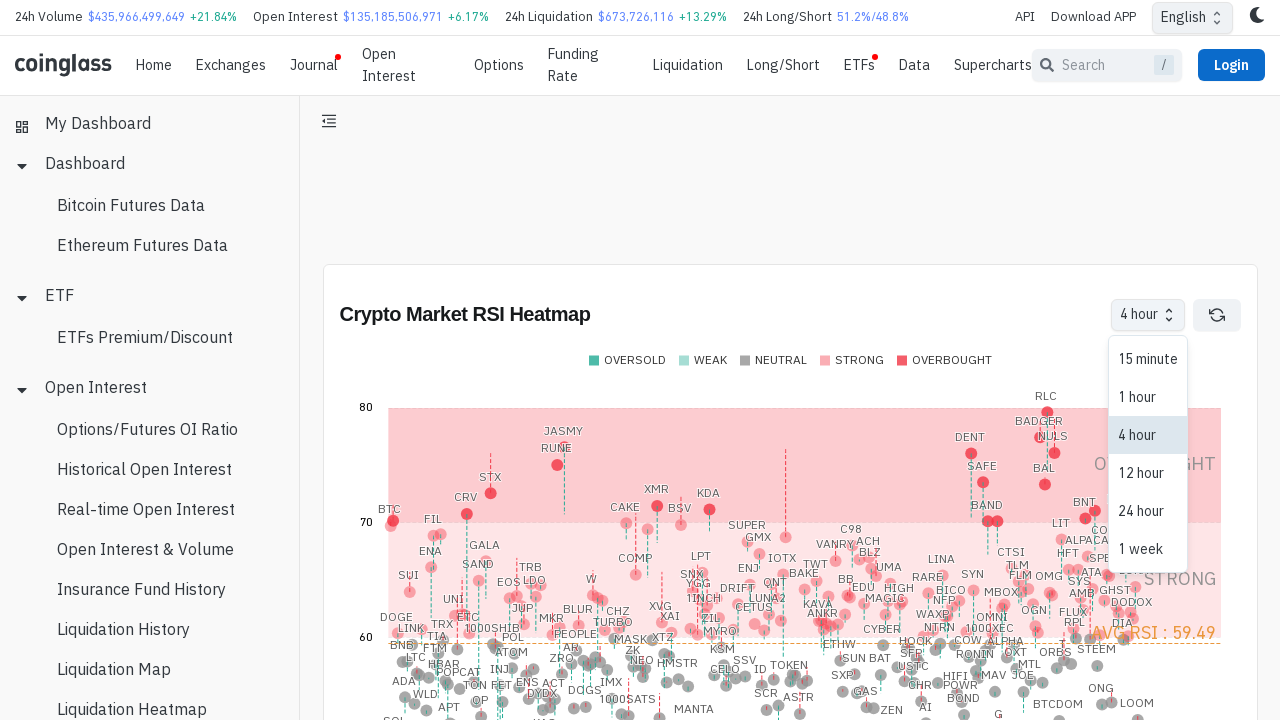 24h Volume $435,966,499,649 +21.84% Open Interest $135,185,506,971 +6.17% 24h Liquidation $673,726,116 +13.29% 24h Long/Short 51.2%/48.8% API Download APP English
coinglass Home Exchanges Journal Open Interest Options Funding Rate Liquidation Long/Short ETFs Data Supercharts Search / Login
My Dashboard
Dashboard
Bitcoin Futures Data
Ethereum Futures Data
ETF
ETFs Premium/Discount
Open Interest
Options/Futures OI Ratio
Historical Open Interest
Real-time Open Interest
Open Interest & Volume
Insurance Fund History
Liquidation History
Liquidation Map
Liquidation Heatmap
Crypto Market RSI Heatmap
4 hour
15 minute
1 hour
4 hour
12 hour
24 hour
1 week
OVERSOLD WEAK NEUTRAL STRONG OVERBOUGHT
80
RLC
BADGER
JASMY DENT NULS
RUNE
SAFE BAL
STX
XMR
CRV KDA
BTC CAKE BSV BAND BNT
70
FIL SUPER C98 LIT
GMX VANRY ACH ALPACA
GALA
ENA COMP LPT IOTX BLZ CTSI HFT
SAND TRB ENJ TWT UMA LINA TLM
SUI EOS LDO W SNX BAKE BB RARE SYN FLM OMG SYS ATA
YGG DRIFT QNT EDU HIGH BICO MBOX AMB GHST
UNI 1INCH LUNA2 MAGIC NFP DODOX
STRONG
DOGE ETC JUP BLUR CHZ XVG XAI ZIL CETUS KAVA ANKR WAXP OMNI OGN FLUX
LINK TRX 1000SHIB MKR TURBO MYRO CYBER NTRN 1000XEC RPL DIA
AVG RSI : 59.49
60
TIA POL PEOPLE MASK XTZ ETHW HOOK COW ALPHA T
BNB FTM ATOM AR ZK KSM SUN BAT SFP RONIN OXT ORBS STEEM
LTC HBAR ZRO NEO HMSTR SSV TOKEN USTC MTL
POPCAT INJ CELO ID SXP HIFI MAV JOE
ADA TON FET ENS ACT IMX CHR POWR
WLD DYDX DOGS SCR GAS BOND ONG
OP 1000SATS ASTR BTCDOM LOOM
APT MANTA ZEN AI
G